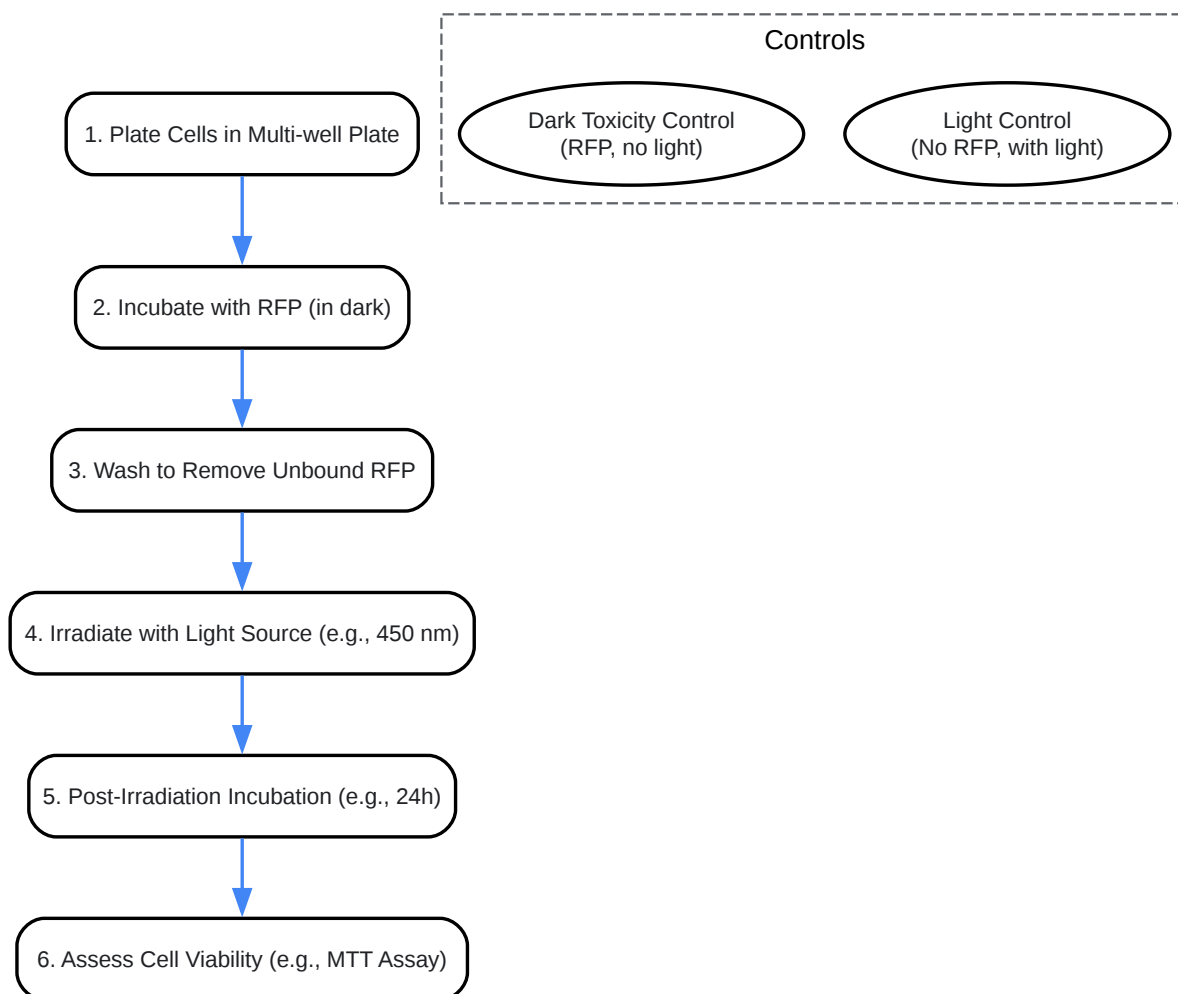 Controls
1. Plate Cells in Multi-well Plate
Dark Toxicity Control
(RFP, no light)
Light Control
(No RFP, with light)
2. Incubate with RFP (in dark)
3. Wash to Remove Unbound RFP
4. Irradiate with Light Source (e.g., 450 nm)
5. Post-Irradiation Incubation (e.g., 24h)
6. Assess Cell Viability (e.g., MTT Assay)